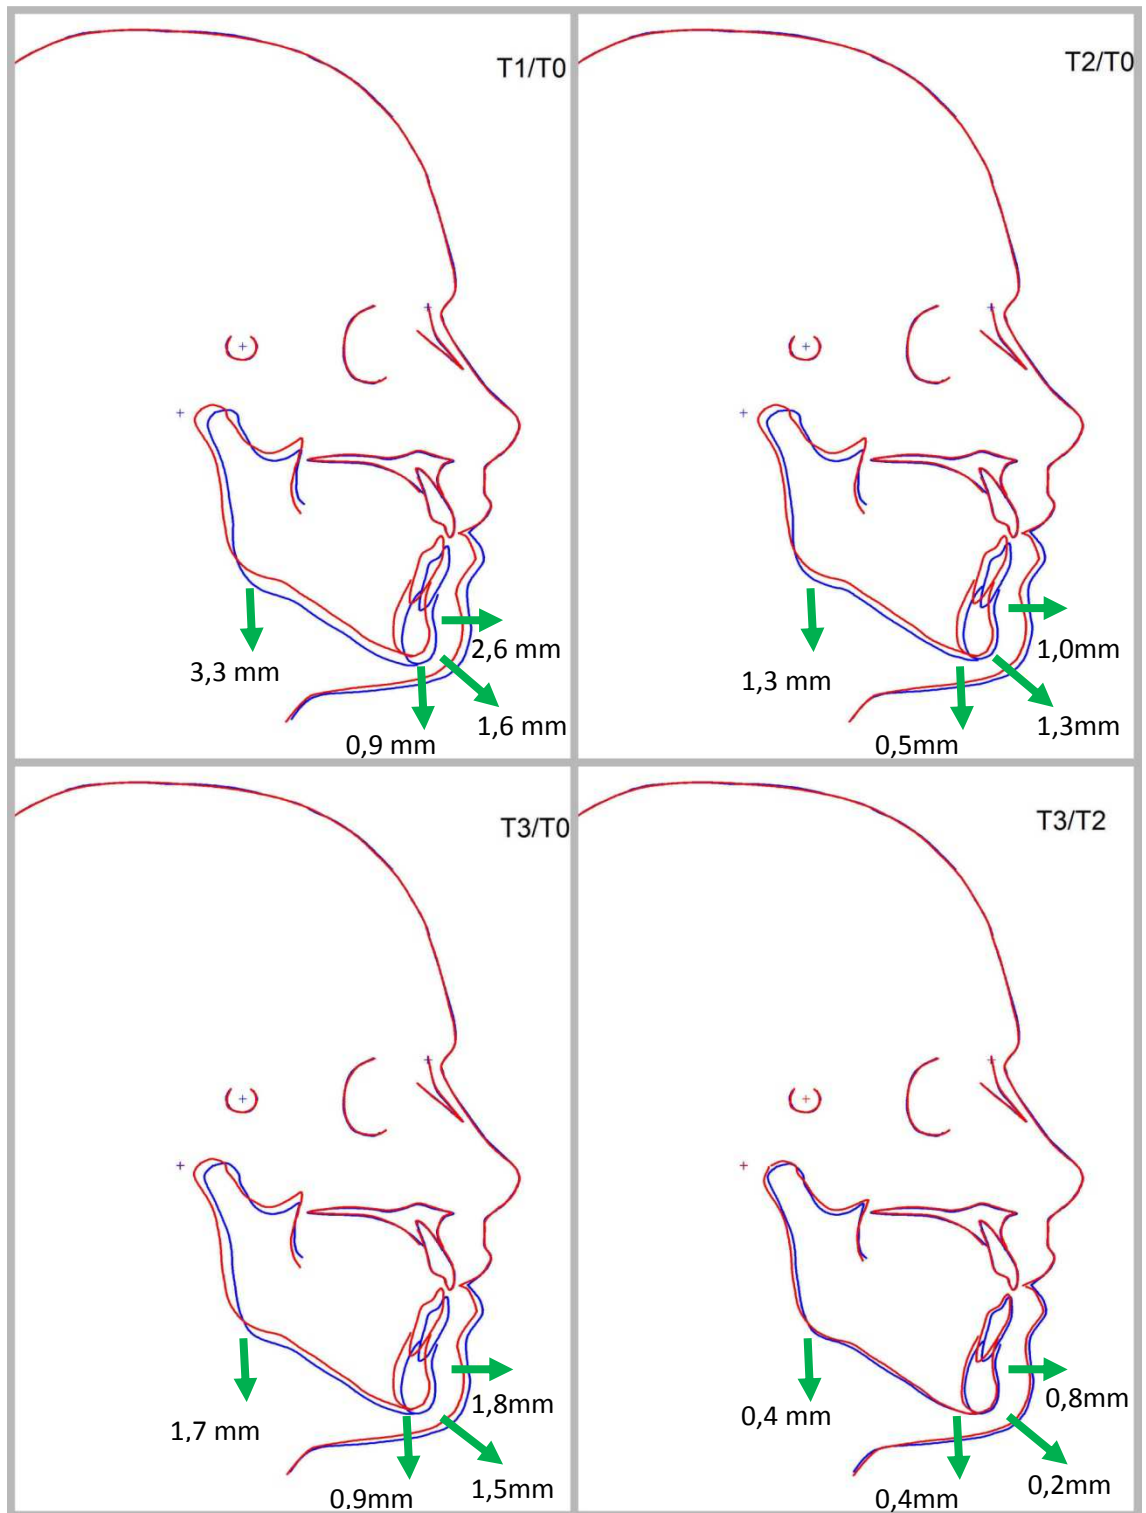 T1/T0
2,6 mm
3,3 mm
1,6 mm
0,9 mm
T2/T0
1,0mm
1,3 mm
1,3mm
0,5mm
T3/T0
1,8mm
1,7 mm
1,5mm
0,9mm
T3/T2
0,8mm
0,4 mm
0,2mm
0,4mm